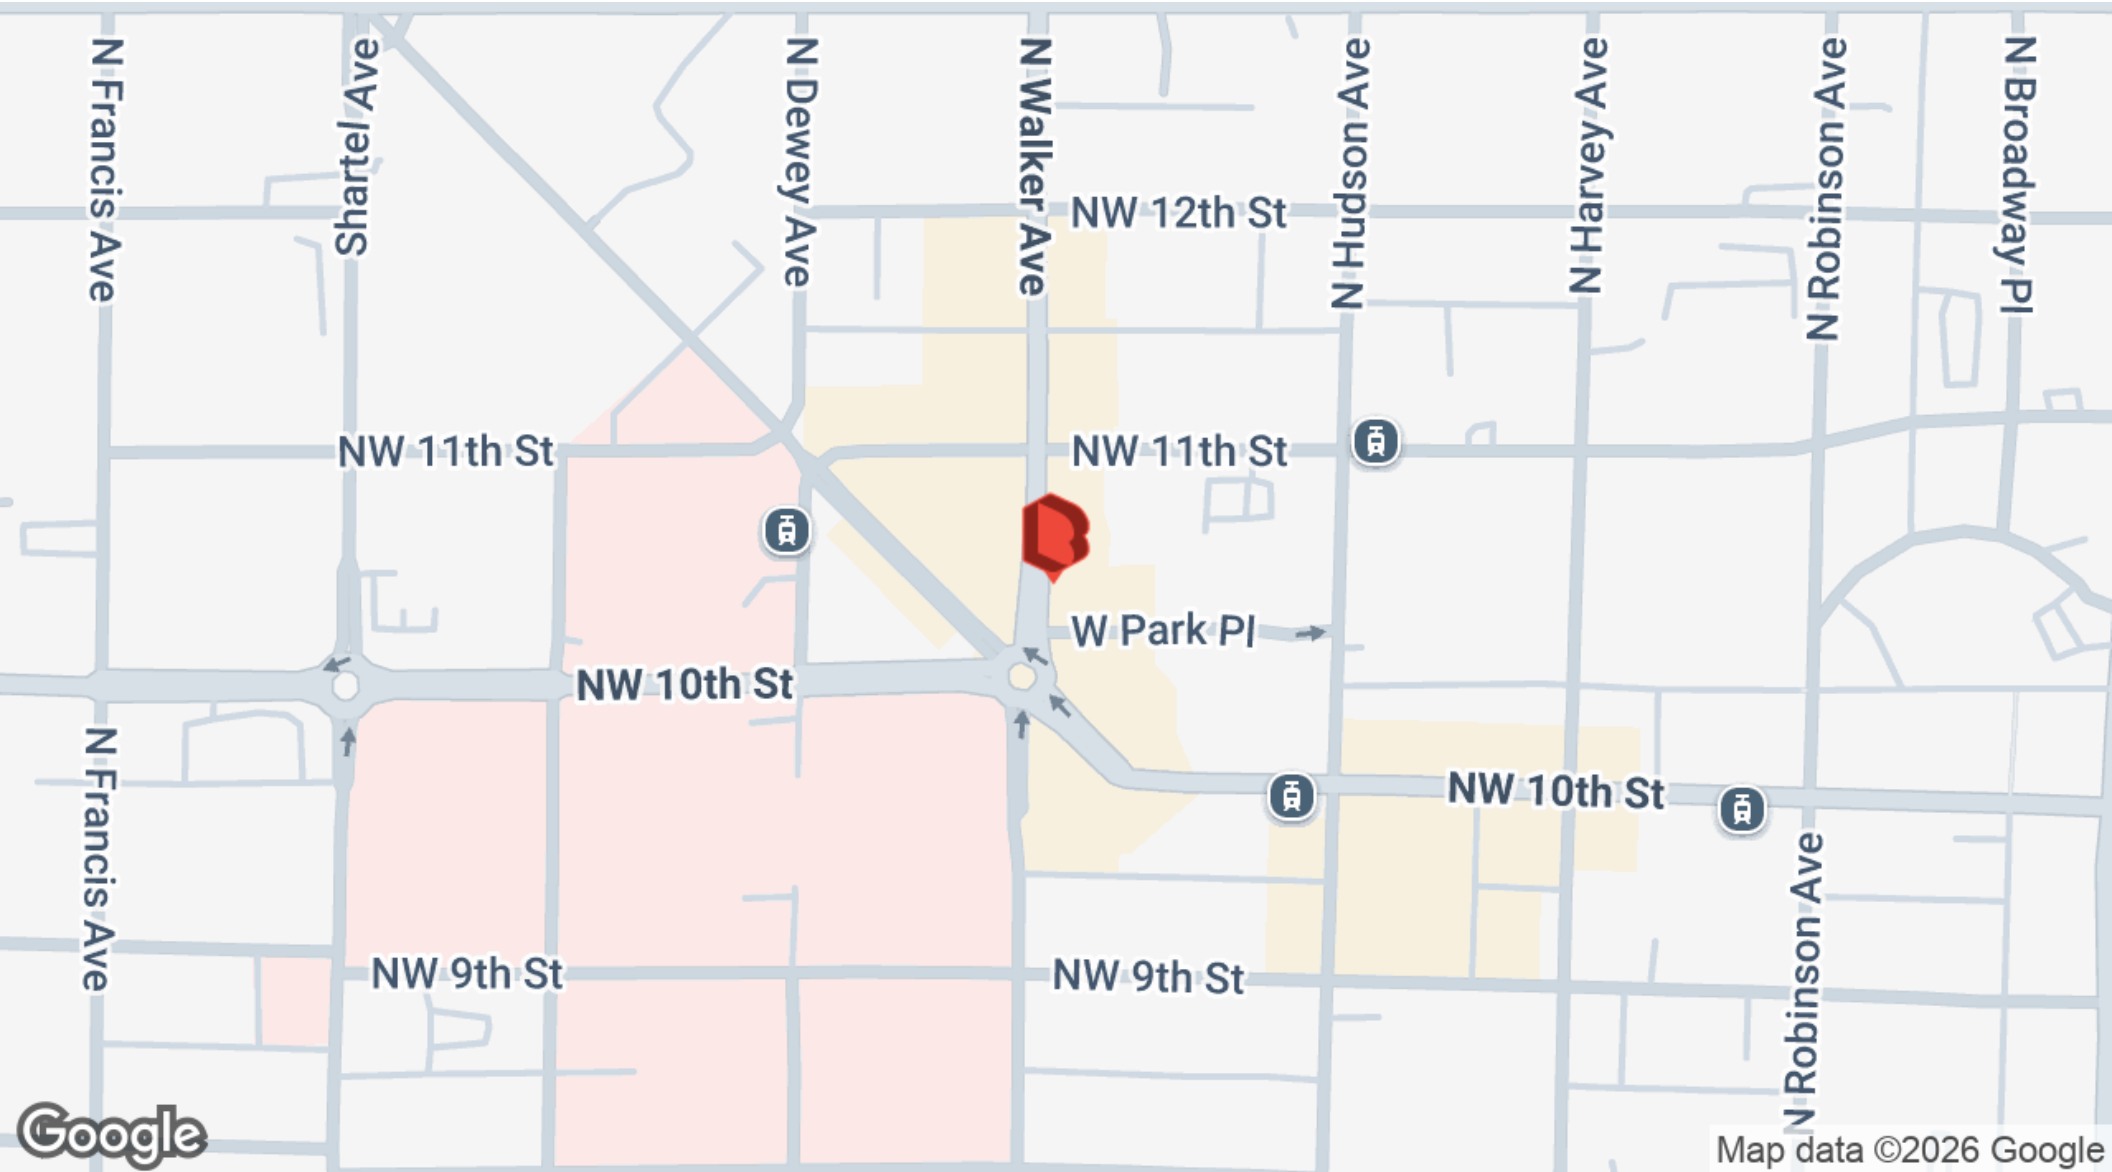 N Francis Ave
Shartel Ave
N Dewey Ave
N Walker Ave
N Hudson Ave
N Harvey Ave
N Robinson Ave
N Broadway Pl
NW 12th St
NW 11th St
NW 11th St
W Park Pl
NW 10th St
NW 10th St
N Francis Ave
N Robinson Ave
NW 9th St
NW 9th St
Google
Map data ©2026 Google